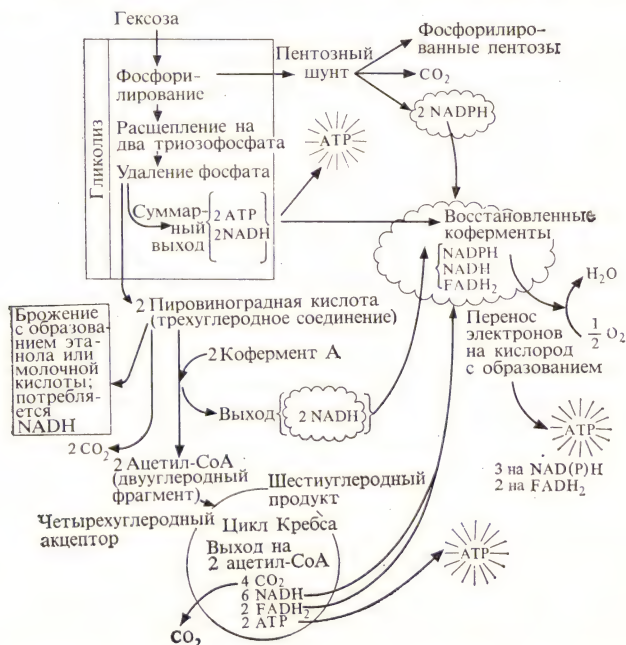 Гексоза
Фосфори-
лирование
Пентозный
шунт
Фосфорилиро-
ванные пентозы
CO₂
2 NADPH
Гликолиз
Расщепление на
два триозофосфата
Удаление фосфата
ATP
Суммар-
ный
выход
2 ATP
2 NADH
Восстановленные
коферменты
NADPH
NADH
FADH₂
H₂O
1/2 O₂
Перенос
электронов
на кислород
с образованием
ATP
3 на NAD(P)H
2 на FADH₂
2 Пировиноградная кислота
(трехуглеродное соединение)
Брожение
с образован-
ием эта-
нола или
молочной
кислоты;
потребля-
ется
NADH
2 Кофермент А
Выход
2 NADH
2 CO₂
2 Ацетил-CoA
(двууглеродный
фрагмент)
Шестиуглеродный
продукт
Четырехуглеродный
акцептор
Цикл Кребса
Выход на
2 ацетил-CoA
4 CO₂
6 NADH
2 FADH₂
2 ATP
CO₂
ATP